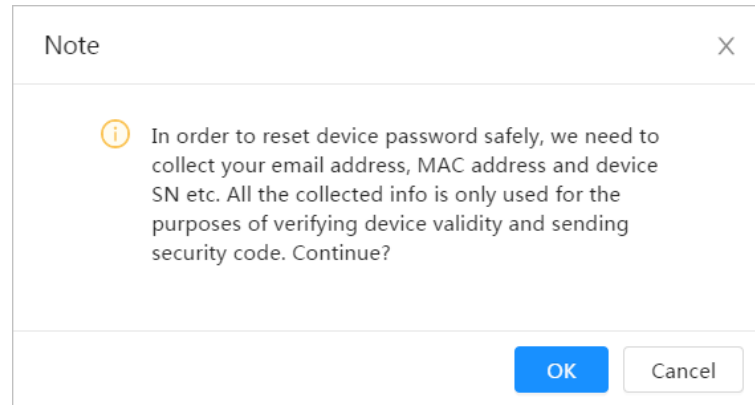 Note
In order to reset device password safely, we need to
collect your email address, MAC address and device
SN etc. All the collected info is only used for the
purposes of verifying device validity and sending
security code. Continue?
OK
Cancel